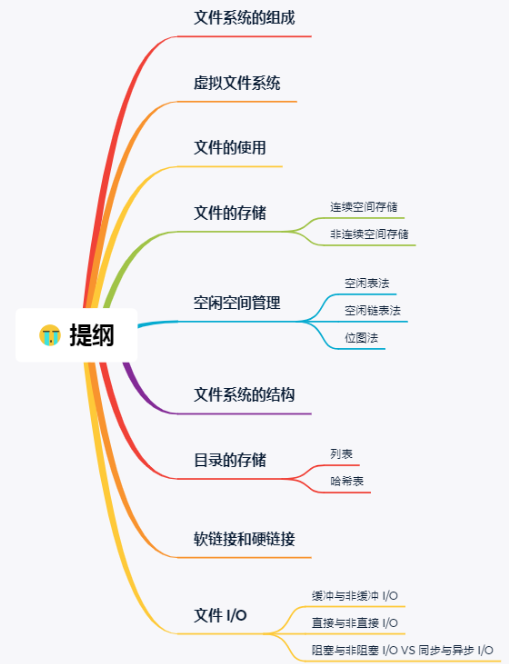 文件系统的组成
虚拟文件系统
文件的使用
文件的存储
连续空间存储
非连续空间存储
空闲空间管理
空闲表法
空闲链表法
位图法
提纲
文件系统的结构
目录的存储
列表
哈希表
软链接和硬链接
文件 I/O
缓冲与非缓冲 I/O
直接与非直接 I/O
阻塞与非阻塞 I/O VS 同步与异步 I/O